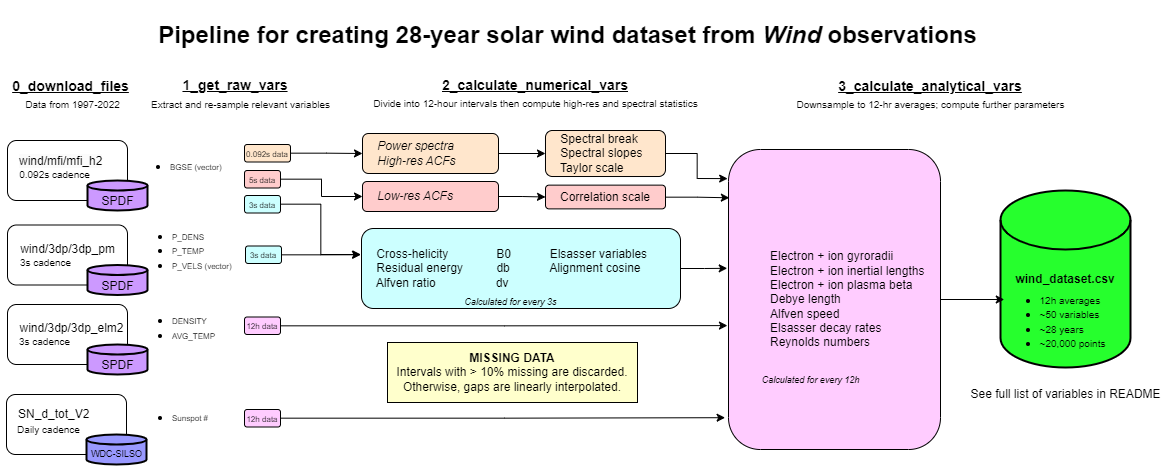 Pipeline for creating 28-year solar wind dataset from Wind observations
0_download_files
Data from 1997-2022
1_get_raw_vars
Extract and re-sample relevant variables
2_calculate_numerical_vars
Divide into 12-hour intervals then compute high-res and spectral statistics
3_calculate_analytical_vars
Downsample to 12-hr averages; compute further parameters
wind/mfi/mfi_h2
0.092s cadence
SPDF
• BGSE (vector)
0.092s data
5s data
3s data
Power spectra
High-res ACFs
Spectral break
Spectral slopes
Taylor scale
Low-res ACFs
Correlation scale
wind/3dp/3dp_pm
3s cadence
SPDF
• P_DENS
• P_TEMP
• P_VELS (vector)
3s data
Cross-helicity B0 Elsasser variables
Residual energy db Alignment cosine
Alfven ratio dv
Calculated for every 3s
wind/3dp/3dp_elm2
3s cadence
SPDF
• DENSITY
• AVG_TEMP
12h data
MISSING DATA
Intervals with > 10% missing are discarded.
Otherwise, gaps are linearly interpolated.
SN_d_tot_V2
Daily cadence
WDC-SILSO
• Sunspot #
12h data
Electron + ion gyroradii
Electron + ion inertial lengths
Electron + ion plasma beta
Debye length
Alfven speed
Elsasser decay rates
Reynolds numbers
Calculated for every 12h
wind_dataset.csv
• 12h averages
• ~50 variables
• ~28 years
• ~20,000 points
See full list of variables in README